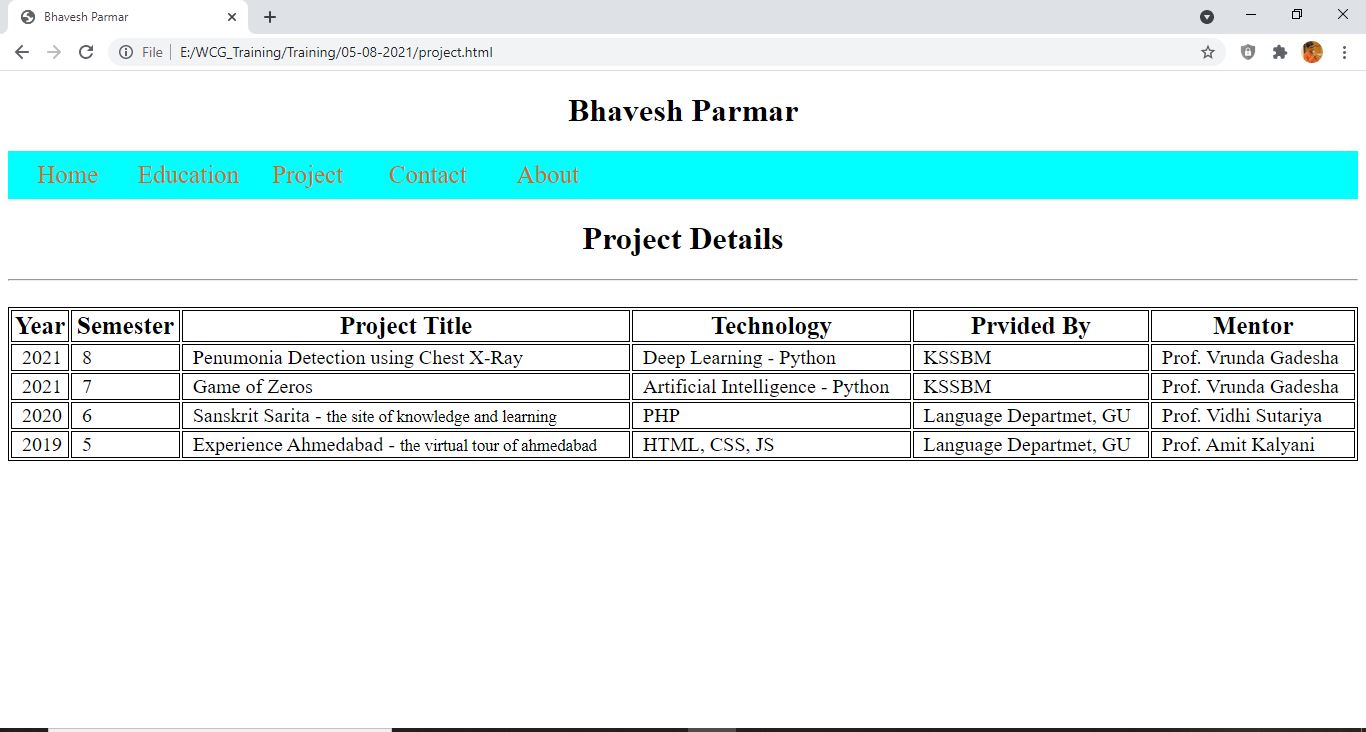 Bhavesh Parmar
File E:/WCG_Training/Training/05-08-2021/project.html
Bhavesh Parmar
Home Education Project Contact About
Project Details
Year Semester Project Title Technology Prvided By Mentor
2021 8 Penumonia Detection using Chest X-Ray Deep Learning - Python KSSBM Prof. Vrunda Gadesha
2021 7 Game of Zeros Artificial Intelligence - Python KSSBM Prof. Vrunda Gadesha
2020 6 Sanskrit Sarita - the site of knowledge and learning PHP Language Departmet, GU Prof. Vidhi Sutariya
2019 5 Experience Ahmedabad - the virtual tour of ahmedabad HTML, CSS, JS Language Departmet, GU Prof. Amit Kalyani